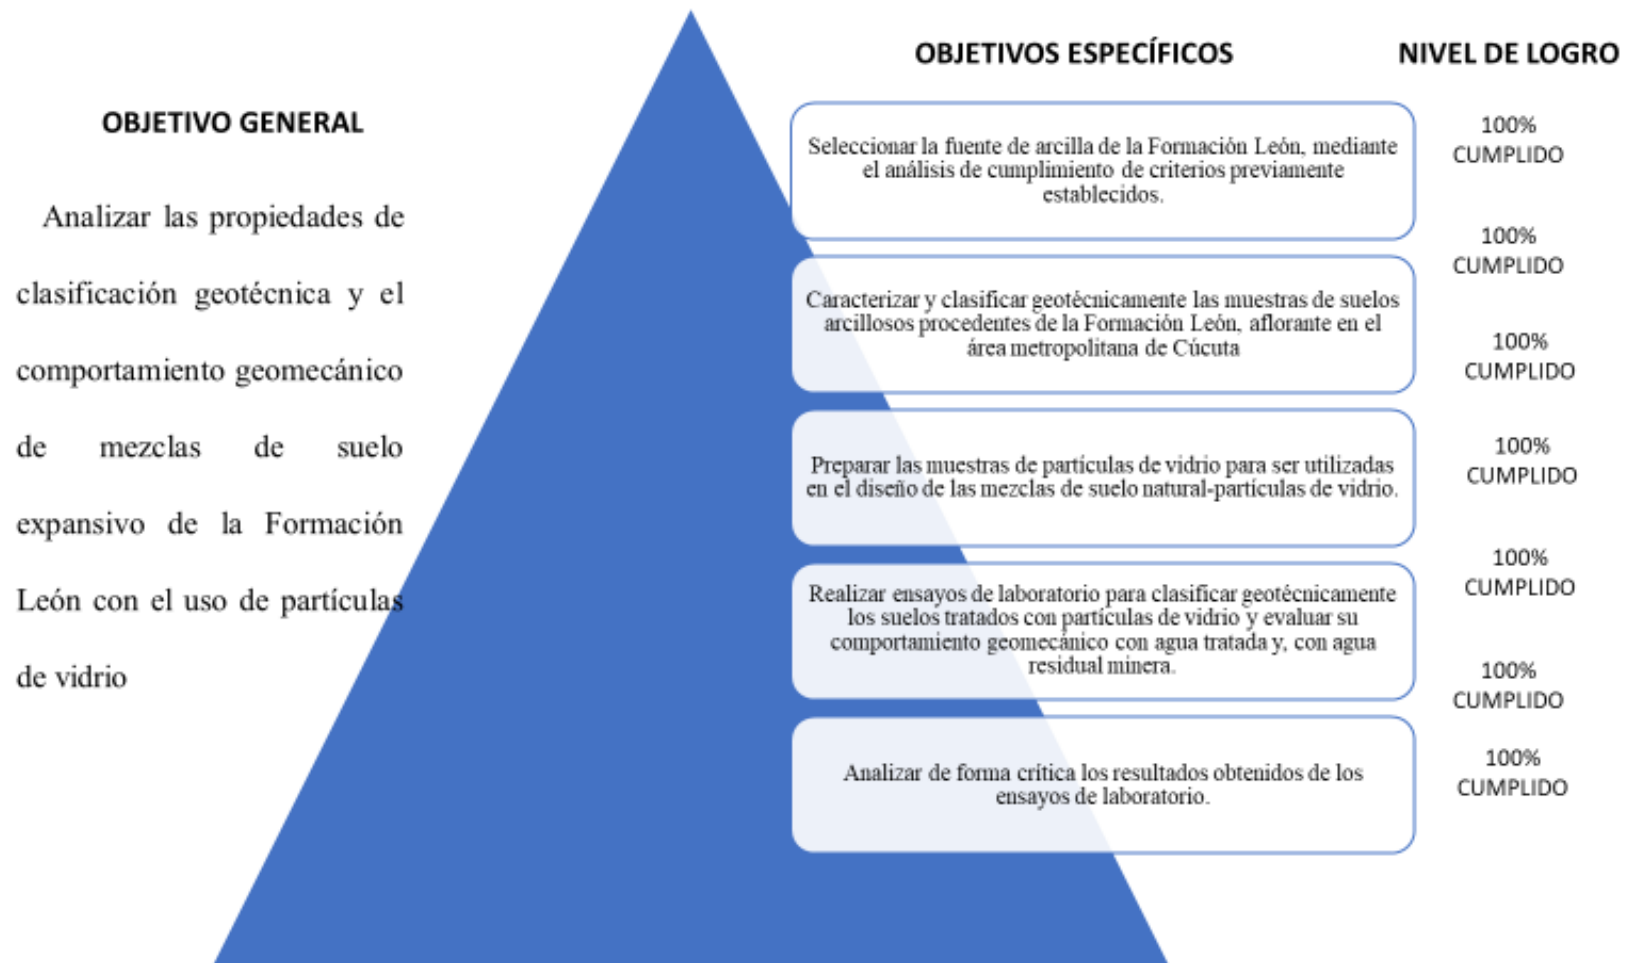 OBJETIVO GENERAL
Analizar las propiedades de
clasificación geotécnica y el
comportamiento geomecánico
de mezclas de suelo
expansivo de la Formación
León con el uso de partículas
de vidrio
OBJETIVOS ESPECÍFICOS
Seleccionar la fuente de arcilla de la Formación León, mediante
el análisis de cumplimiento de criterios previamente
establecidos.
Caracterizar y clasificar geotécnicamente las muestras de suelos
arcillosos procedentes de la Formación León, aflorante en el
área metropolitana de Cúcuta
Preparar las muestras de partículas de vidrio para ser utilizadas
en el diseño de las mezclas de suelo natural-partículas de vidrio.
Realizar ensayos de laboratorio para clasificar geotécnicamente
los suelos tratados con partículas de vidrio y evaluar su
comportamiento geomecánico con agua tratada y, con agua
residual minera.
Analizar de forma crítica los resultados obtenidos de los
ensayos de laboratorio.
NIVEL DE LOGRO
100%
CUMPLIDO
100%
CUMPLIDO
100%
CUMPLIDO
100%
CUMPLIDO
100%
CUMPLIDO
100%
CUMPLIDO
100%
CUMPLIDO